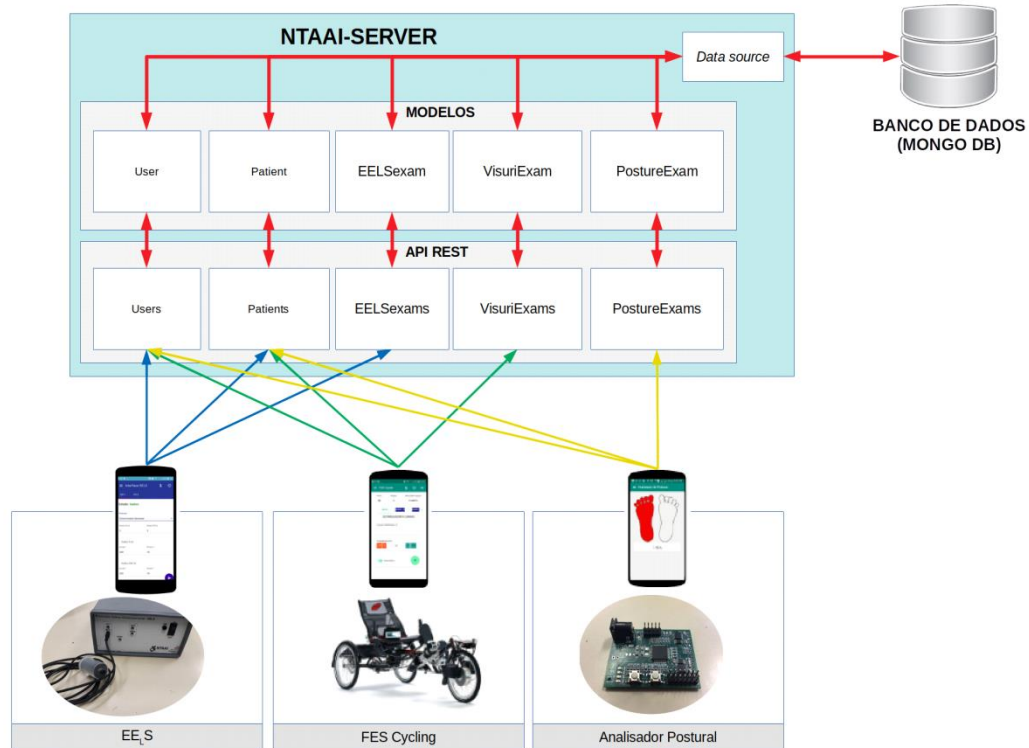 NTAAI-SERVER
Data source
BANCO DE DADOS
(MONGO DB)
MODELOS
User
Patient
EELSexam
VisuriExam
PostureExam
API REST
Users
Patients
EELSexams
VisuriExams
PostureExams
EELS
FES Cycling
Analisador Postural